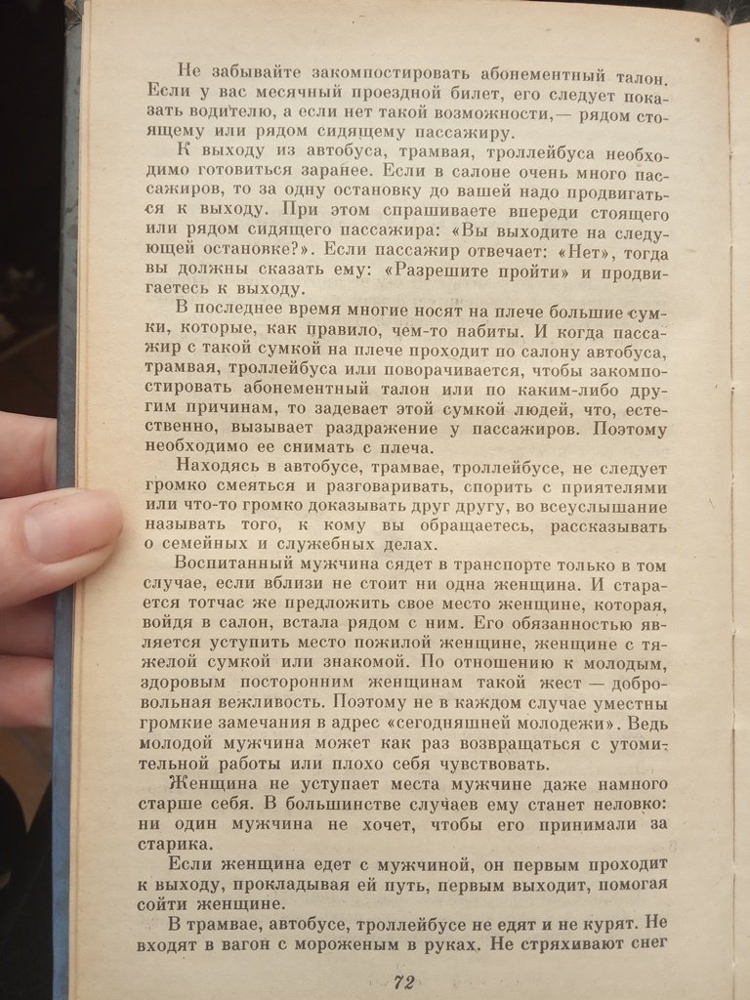 Не забывайте закомпостировать абонементный талон.
Если у вас месячный проездной билет, его следует пока-
зать водителю, а если нет такой возможности,— рядом сто-
ящему или рядом сидящему пассажиру.
К выходу из автобуса, трамвая, троллейбуса необхо-
димо готовиться заранее. Если в салоне очень много пас-
сажиров, то за одну остановку до вашей надо продвигать-
ся к выходу. При этом спрашиваете впереди стоящего
или рядом сидящего пассажира: «Вы выходите на следу-
ющей остановке?». Если пассажир отвечает: «Нет», тогда
вы должны сказать ему: «Разрешите пройти» и продви-
гаетесь к выходу.
В последнее время многие носят на плече большие сум-
ки, которые, как правило, чем-то набиты. И когда пасса-
жир с такой сумкой на плече проходит по салону автобуса,
трамвая, троллейбуса или поворачивается, чтобы закомпо-
стировать абонементный талон или по каким-либо дру-
гим причинам, то задевает этой сумкой людей, что, есте-
ственно, вызывает раздражение у пассажиров. Поэтому
необходимо ее снимать с плеча.
Находясь в автобусе, трамвае, троллейбусе, не следует
громко смеяться и разговаривать, спорить с приятелями
или что-то громко доказывать друг другу, во всеуслышание
называть того, к кому вы обращаетесь, рассказывать
о семейных и служебных делах.
Воспитанный мужчина сядет в транспорте только в том
случае, если вблизи не стоит ни одна женщина. И стара-
ется тотчас же предложить свое место женщине, которая,
войдя в салон, встала рядом с ним. Его обязанностью яв-
ляется уступить место пожилой женщине, женщине с тя-
желой сумкой или знакомой. По отношению к молодым,
здоровым посторонним женщинам такой жест — добро-
вольная вежливость. Поэтому не в каждом случае уместны
громкие замечания в адрес «сегодняшней молодежи». Ведь
молодой мужчина может как раз возвращаться с утоми-
тельной работы или плохо себя чувствовать.
Женщина не уступает места мужчине даже намного
старше себя. В большинстве случаев ему станет неловко:
ни один мужчина не хочет, чтобы его принимали за
старика.
Если женщина едет с мужчиной, он первым проходит
к выходу, прокладывая ей путь, первым выходит, помогая
сойти женщине.
В трамвае, автобусе, троллейбусе не едят и не курят. Не
входят в вагон с мороженым в руках. Не стряхивают снег
72